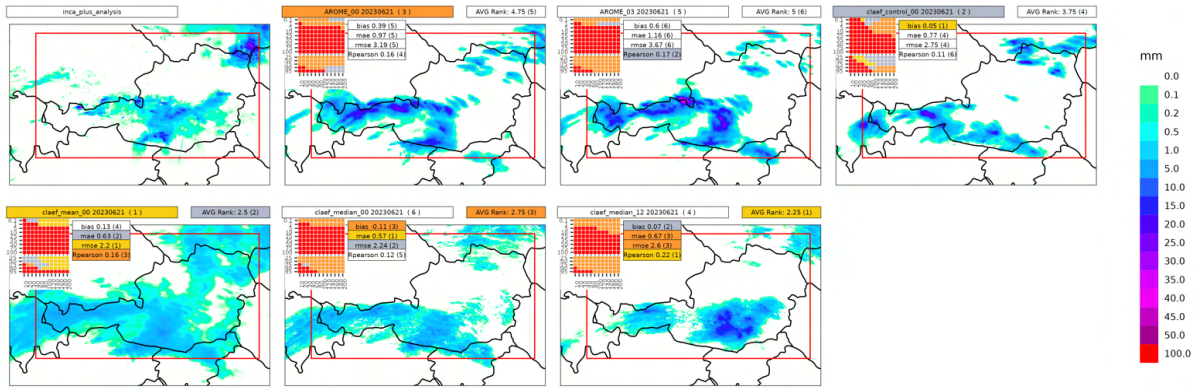 inca_plus_analysis
AROME_00 20230621 ( 3 )
AVG Rank: 4.75 (5)
bias 0.39 (5)
mae 0.97 (5)
rmse 3.19 (5)
Rpearson 0.16 (4)
AROME_03 20230621 ( 5 )
AVG Rank: 5 (6)
bias 0.6 (6)
mae 1.16 (6)
rmse 3.67 (6)
Rpearson 0.17 (2)
claef_control_00 20230621 ( 2 )
AVG Rank: 3.75 (4)
bias 0.05 (1)
mae 0.77 (4)
rmse 2.75 (4)
Rpearson 0.11 (6)
claef_mean_00 20230621 ( 1 )
AVG Rank: 2.5 (2)
bias 0.13 (4)
mae 0.63 (2)
rmse 2.2 (1)
Rpearson 0.16 (3)
claef_median_00 20230621 ( 6 )
AVG Rank: 2.75 (3)
bias -0.11 (3)
mae 0.57 (1)
rmse 2.24 (2)
Rpearson 0.12 (5)
claef_median_12 20230621 ( 4 )
AVG Rank: 2.25 (1)
bias 0.07 (2)
mae 0.67 (3)
rmse 2.6 (3)
Rpearson 0.22 (1)
mm
0.0
0.1
0.2
0.5
1.0
5.0
10.0
15.0
20.0
25.0
30.0
35.0
40.0
45.0
50.0
100.0